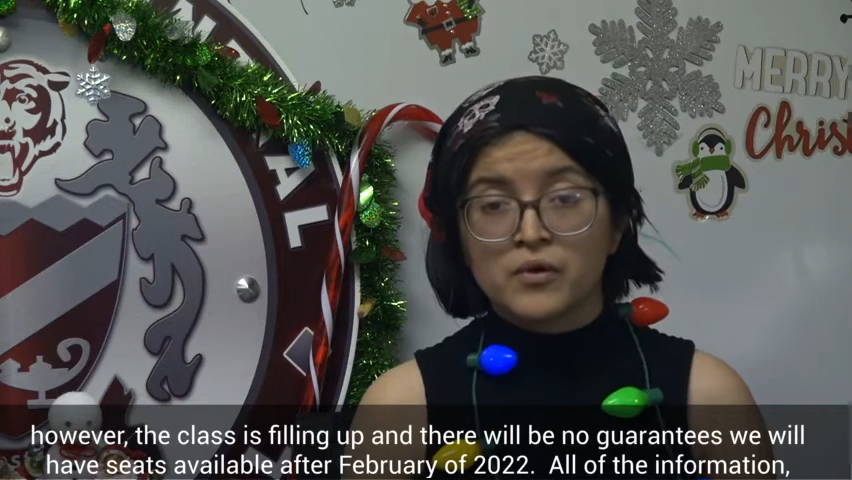 NAL
MERRY
Christ
however, the class is filling up and there will be no guarantees we will
have seats available after February of 2022.  All of the information,